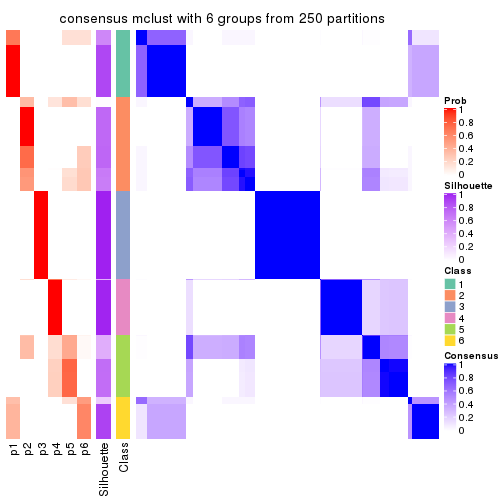 consensus mclust with 6 groups from 250 partitions
Prob
1
0.8
0.6
0.4
0.2
0
Silhouette
1
0.8
0.6
0.4
0.2
0
Class
1
2
3
4
5
6
Consensus
1
0.8
0.6
0.4
0.2
0
p1
p2
p3
p4
p5
p6
Silhouette
Class